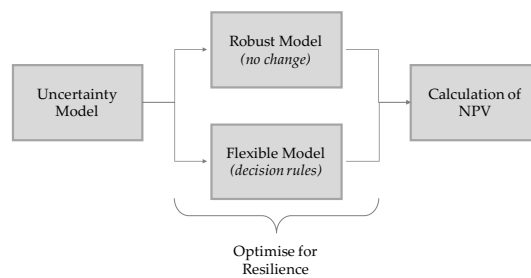 Uncertainty
Model
Robust Model
(no change)
Flexible Model
(decision rules)
Calculation of
NPV
Optimise for
Resilience